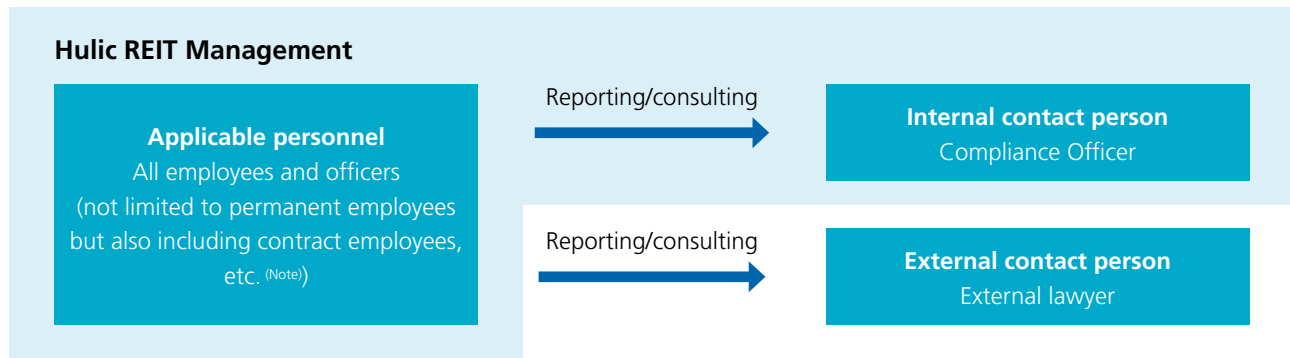 Hulic REIT Management
Applicable personnel
All employees and officers
(not limited to permanent employees
but also including contract employees,
etc. (Note))
Reporting/consulting
Internal contact person
Compliance Officer
Reporting/consulting
External contact person
External lawyer